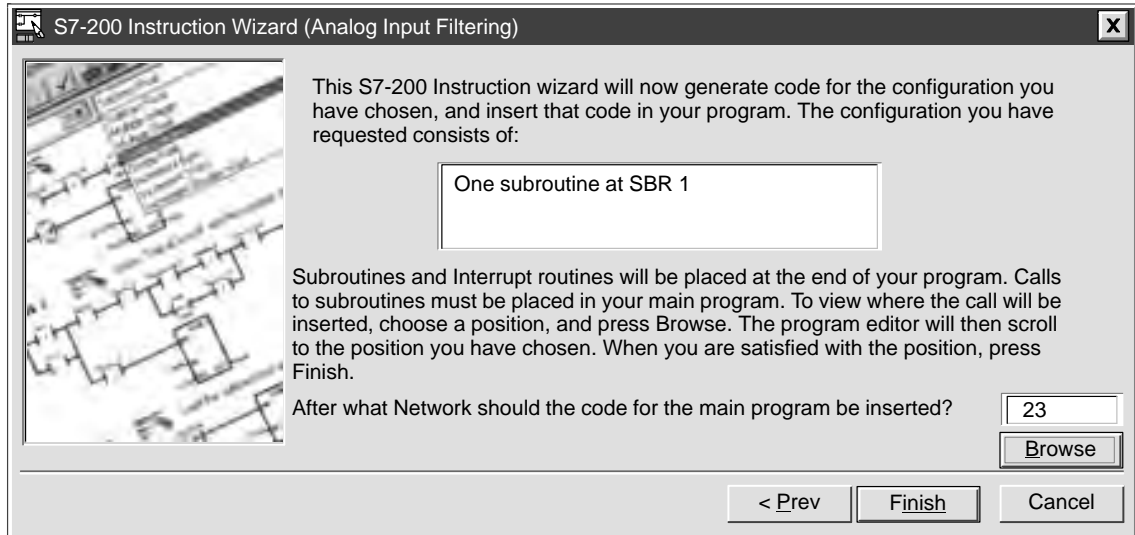 S7-200 Instruction Wizard (Analog Input Filtering)
X
This S7-200 Instruction wizard will now generate code for the configuration you
have chosen, and insert that code in your program. The configuration you have
requested consists of:
One subroutine at SBR 1
Subroutines and Interrupt routines will be placed at the end of your program. Calls
to subroutines must be placed in your main program. To view where the call will be
inserted, choose a position, and press Browse. The program editor will then scroll
to the position you have chosen. When you are satisfied with the position, press
Finish.
After what Network should the code for the main program be inserted?
23
Browse
< Prev
Finish
Cancel